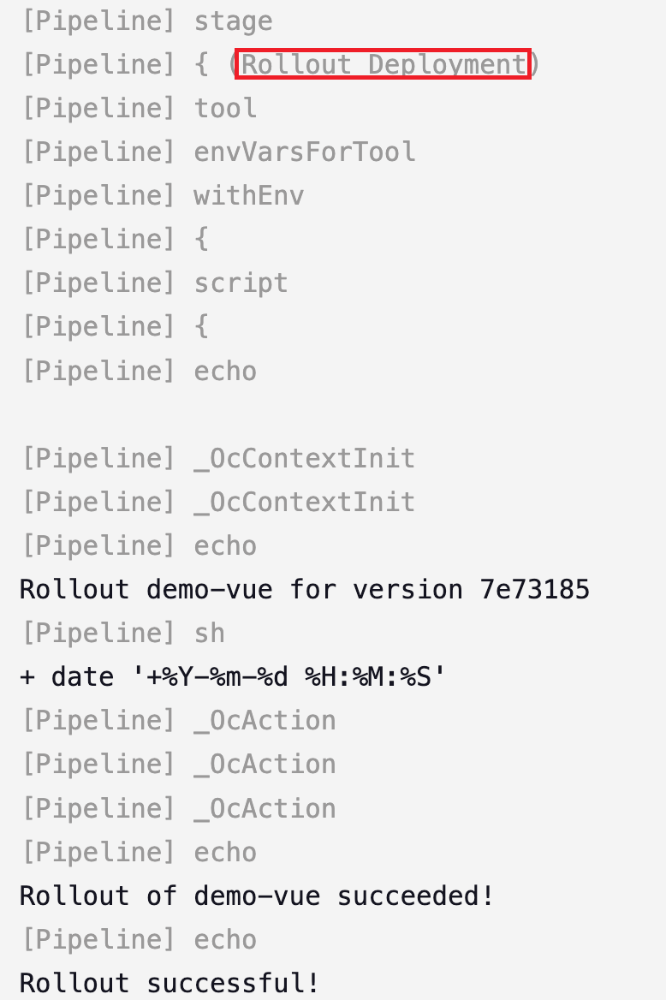 [Pipeline] stage
[Pipeline] { (Rollout Deployment)
[Pipeline] tool
[Pipeline] envVarsForTool
[Pipeline] withEnv
[Pipeline] {
[Pipeline] script
[Pipeline] {
[Pipeline] echo
[Pipeline] _OcContextInit
[Pipeline] _OcContextInit
[Pipeline] echo
Rollout demo-vue for version 7e73185
[Pipeline] sh
+ date '+%Y-%m-%d %H:%M:%S'
[Pipeline] _OcAction
[Pipeline] _OcAction
[Pipeline] _OcAction
[Pipeline] echo
Rollout of demo-vue succeeded!
[Pipeline] echo
Rollout successful!